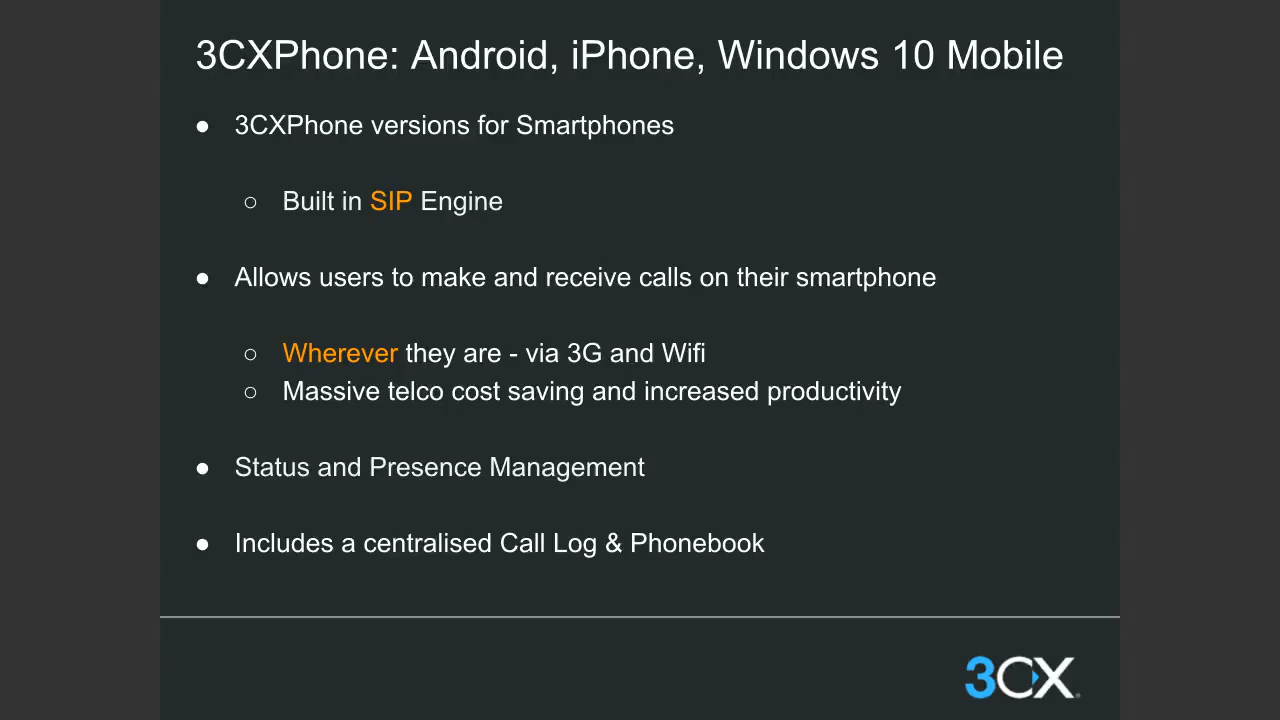 3CXPhone: Android, iPhone, Windows 10 Mobile
● 3CXPhone versions for Smartphones
○ Built in SIP Engine
● Allows users to make and receive calls on their smartphone
○ Wherever they are - via 3G and Wifi
○ Massive telco cost saving and increased productivity
● Status and Presence Management
● Includes a centralised Call Log & Phonebook
3CX